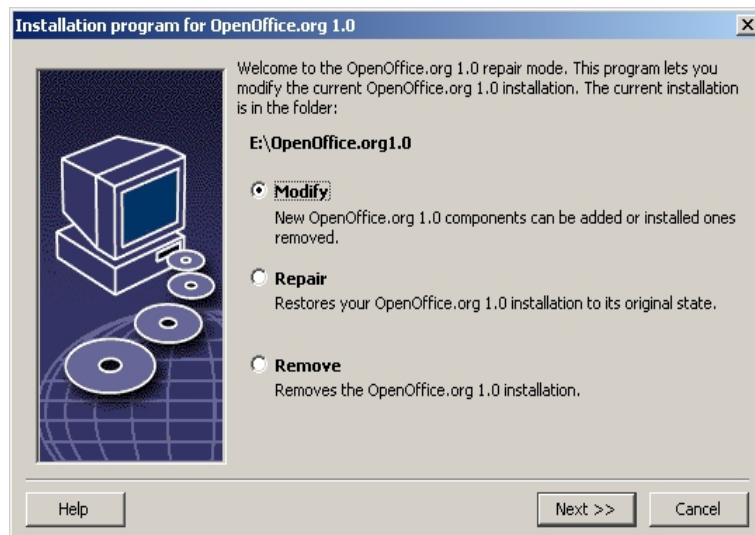 Installation program for OpenOffice.org 1.0
Welcome to the OpenOffice.org 1.0 repair mode. This program lets you
modify the current OpenOffice.org 1.0 installation. The current installation
is in the folder:
E:\OpenOffice.org1.0
Modify
New OpenOffice.org 1.0 components can be added or installed ones
removed.
Repair
Restores your OpenOffice.org 1.0 installation to its original state.
Remove
Removes the OpenOffice.org 1.0 installation.
Help
Next >>
Cancel